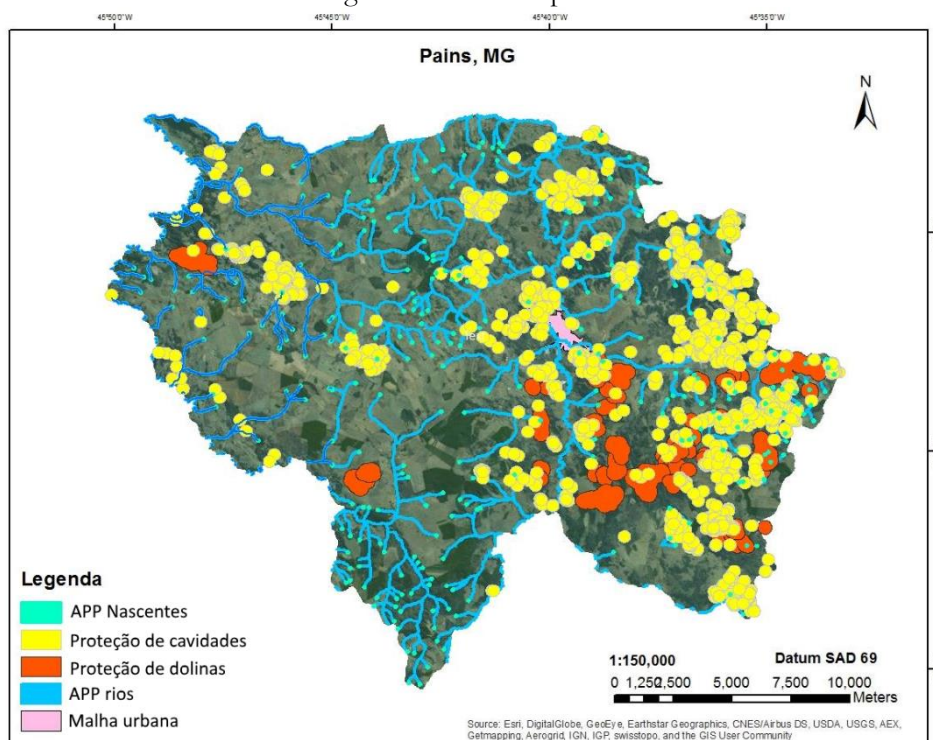 45°50'0"W 45°45'0"W 45°40'0"W 45°35'0"W
Pains, MG
N
Legenda
APP Nascentes
Proteção de cavidades
Proteção de dolinas
APP rios
Malha urbana
1:150,000 Datum SAD 69
0 1,250 2,500 5,000 7,500 10,000
Meters
Source: Esri, DigitalGlobe, GeoEye, Earthstar Geographics, CNES/Airbus DS, USDA, USGS, AEX,
Getmapping, Aerogrid, IGN, IGP, swisstopo, and the GIS User Community